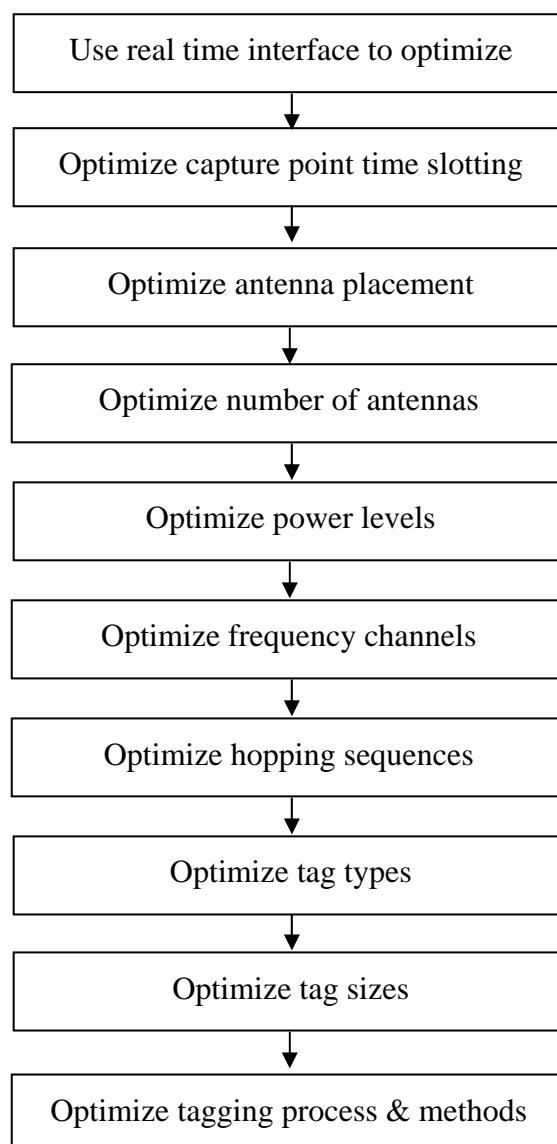 Use real time interface to optimize
Optimize capture point time slotting
Optimize antenna placement
Optimize number of antennas
Optimize power levels
Optimize frequency channels
Optimize hopping sequences
Optimize tag types
Optimize tag sizes
Optimize tagging process & methods